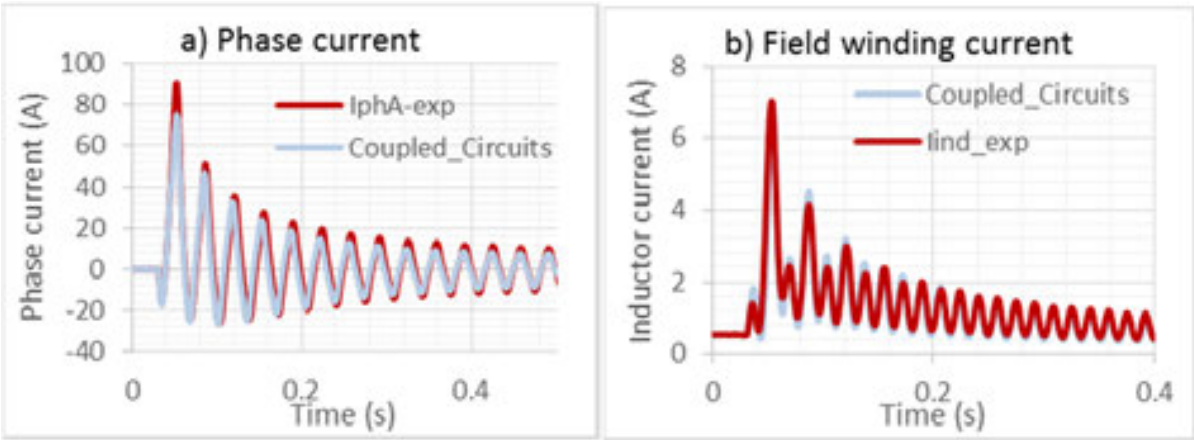 a) Phase current
100
80
60
40
20
0
-20
-40
Phase current (A)
IphA-exp
Coupled_Circuits
0
0.2
0.4
Time (s)
b) Field winding current
8
6
4
2
0
Inductor current (A)
Coupled_Circuits
Iind_exp
0
0.2
0.4
Time (s)